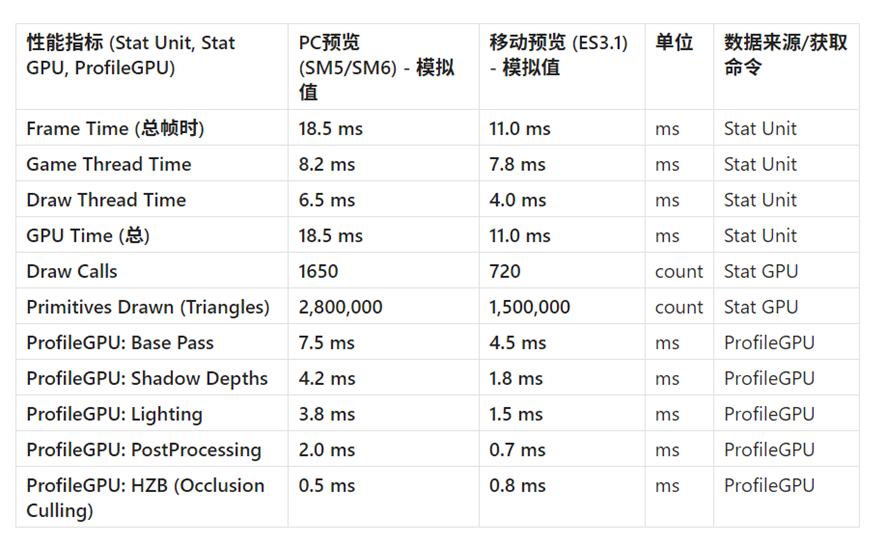 性能指标 (Stat Unit, Stat GPU, ProfileGPU) PC预览 (SM5/SM6) - 模拟值 移动预览 (ES3.1) - 模拟值 单位 数据来源/获取命令
Frame Time (总帧时) 18.5 ms 11.0 ms ms Stat Unit
Game Thread Time 8.2 ms 7.8 ms ms Stat Unit
Draw Thread Time 6.5 ms 4.0 ms ms Stat Unit
GPU Time (总) 18.5 ms 11.0 ms ms Stat Unit
Draw Calls 1650 720 count Stat GPU
Primitives Drawn (Triangles) 2,800,000 1,500,000 count Stat GPU
ProfileGPU: Base Pass 7.5 ms 4.5 ms ms ProfileGPU
ProfileGPU: Shadow Depths 4.2 ms 1.8 ms ms ProfileGPU
ProfileGPU: Lighting 3.8 ms 1.5 ms ms ProfileGPU
ProfileGPU: PostProcessing 2.0 ms 0.7 ms ms ProfileGPU
ProfileGPU: HZB (Occlusion Culling) 0.5 ms 0.8 ms ms ProfileGPU